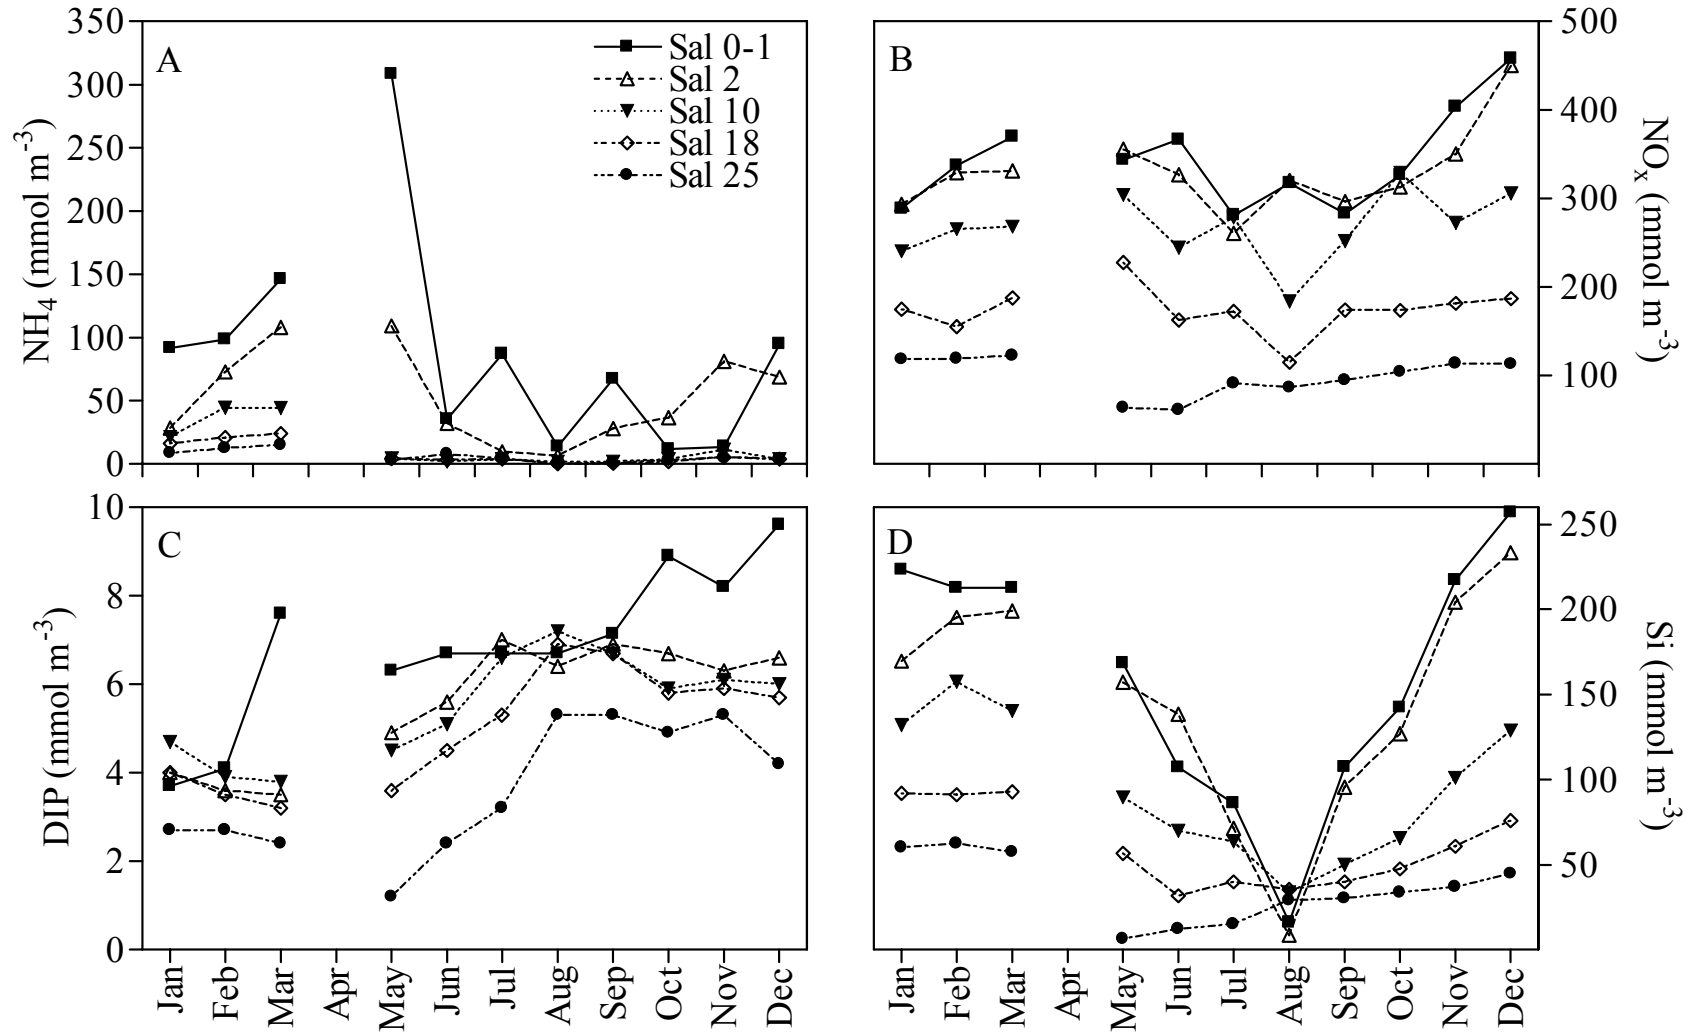 350
300
250
200
150
100
50
0
NH4 (mmol m-3)
A
Sal 0-1
Sal 2
Sal 10
Sal 18
Sal 25
B
500
400
300
200
100
NOx (mmol m-3)
10
8
6
4
2
0
DIP (mmol m-3)
C
Jan
Feb
Mar
Apr
May
Jun
Jul
Aug
Sep
Oct
Nov
Dec
D
250
200
150
100
50
Si (mmol m-3)
Jan
Feb
Mar
Apr
May
Jun
Jul
Aug
Sep
Oct
Nov
Dec